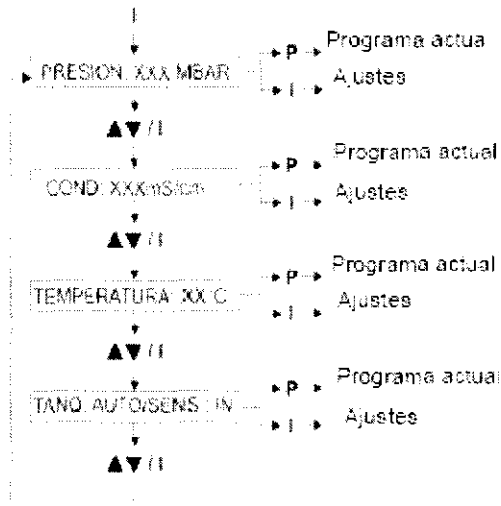 P Programa actua
PRESION: XXX MBAR
I Ajustes
▲▼/I
P Programa actual
COND: XXXmS/cm
I Ajustes
▲▼/I
P Programa actual
TEMPERATURA: XX C
I Ajustes
▲▼/I
P Programa actual
TANQ. AUTO/SENS: IN
I Ajustes
▲▼/I